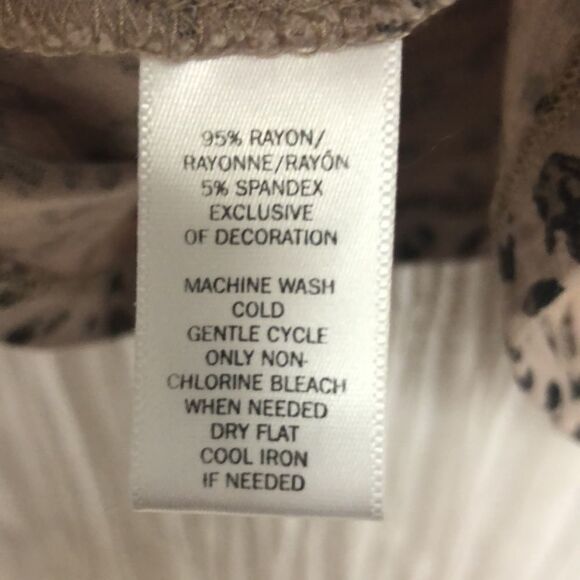 95% RAYON/
RAYONNE/RAYÓN
5% SPANDEX
EXCLUSIVE
OF DECORATION
MACHINE WASH
COLD
GENTLE CYCLE
ONLY NON-
CHLORINE BLEACH
WHEN NEEDED
DRY FLAT
COOL IRON
IF NEEDED